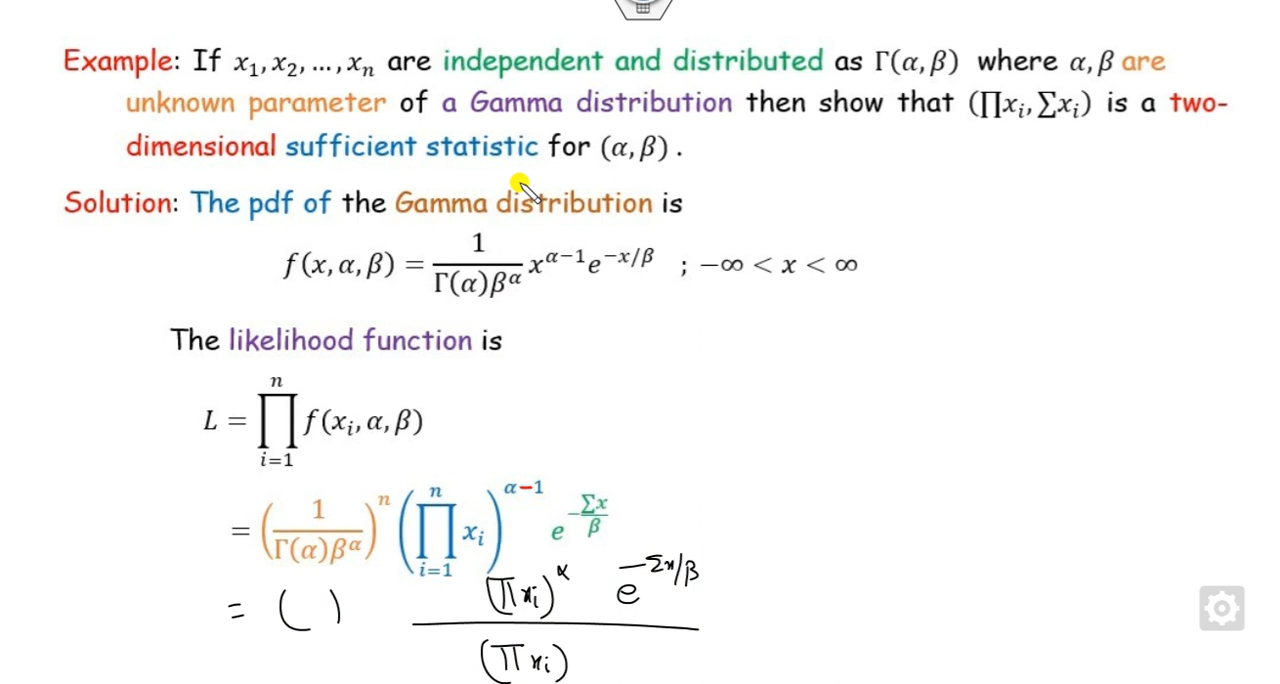 Example: If x₁, x₂, ..., xₙ are independent and distributed as Γ(α, β) where α, β are
unknown parameter of a Gamma distribution then show that (∏xᵢ, ∑xᵢ) is a two-
dimensional sufficient statistic for (α, β) .
Solution: The pdf of the Gamma distribution is
f(x, α, β) = 1/(Γ(α)β^α) x^(α−1) e^(−x/β) ; −∞ < x < ∞
The likelihood function is
L = ∏_(i=1)^n f(xᵢ, α, β)
= (1/(Γ(α)β^α))^n (∏_(i=1)^n xᵢ)^(α−1) e^(−∑x/β)
= ( ) (∏xᵢ)^α e^(−∑x/β) / (∏xᵢ)